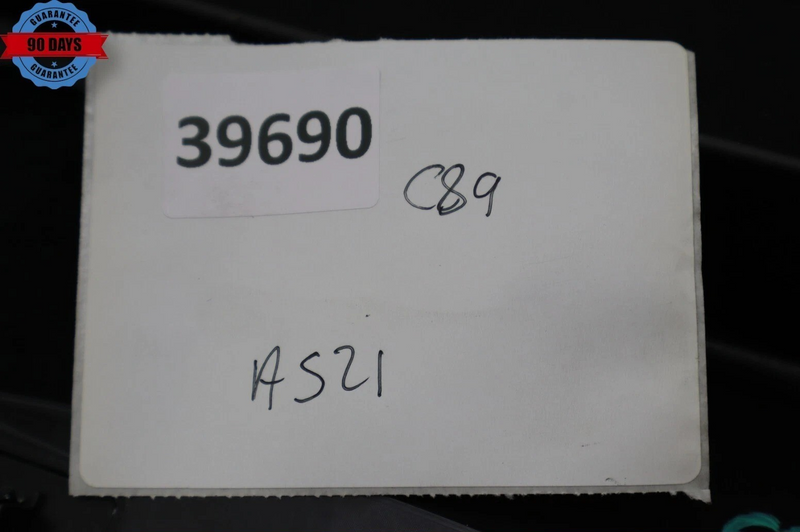 GUARANTEE
90 DAYS
GUARANTEE
39690
C89
AS21